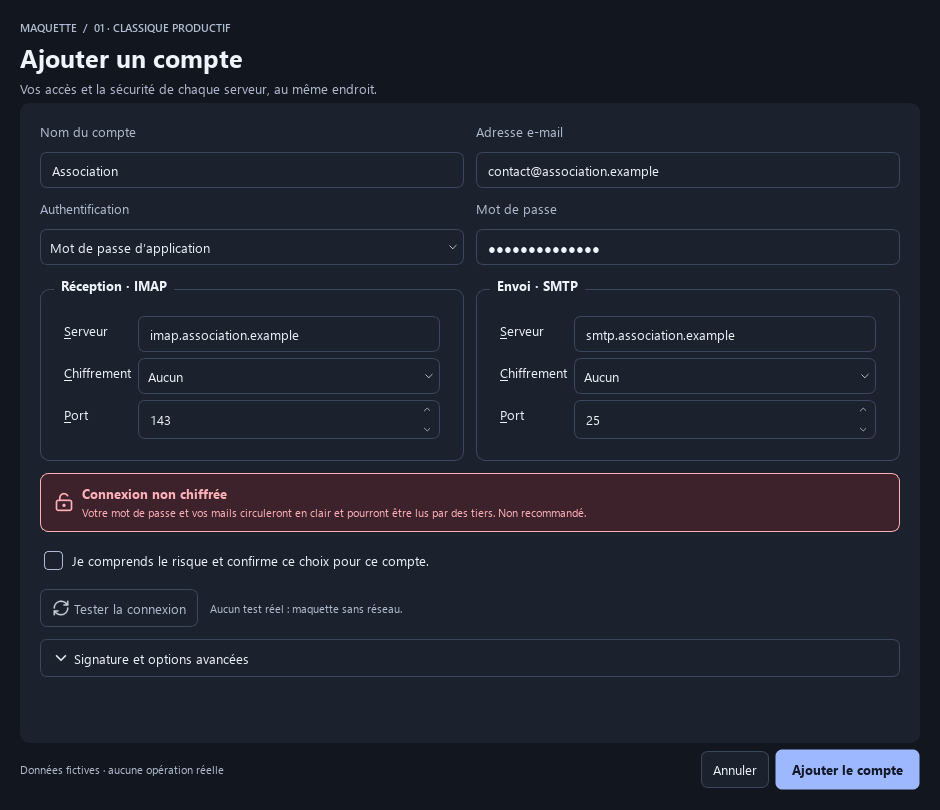 MAQUETTE / 01 · CLASSIQUE PRODUCTIF
Ajouter un compte
Vos accès et la sécurité de chaque serveur, au même endroit.
Nom du compte
Adresse e-mail
Association
contact@association.example
Authentification
Mot de passe
Mot de passe d'application
●●●●●●●●●●●●●●
Réception · IMAP
Serveur
imap.association.example
Chiffrement
Aucun
Port
143
Envoi · SMTP
Serveur
smtp.association.example
Chiffrement
Aucun
Port
25
Connexion non chiffrée
Votre mot de passe et vos mails circuleront en clair et pourront être lus par des tiers. Non recommandé.
Je comprends le risque et confirme ce choix pour ce compte.
Tester la connexion
Aucun test réel : maquette sans réseau.
Signature et options avancées
Données fictives · aucune opération réelle
Annuler
Ajouter le compte